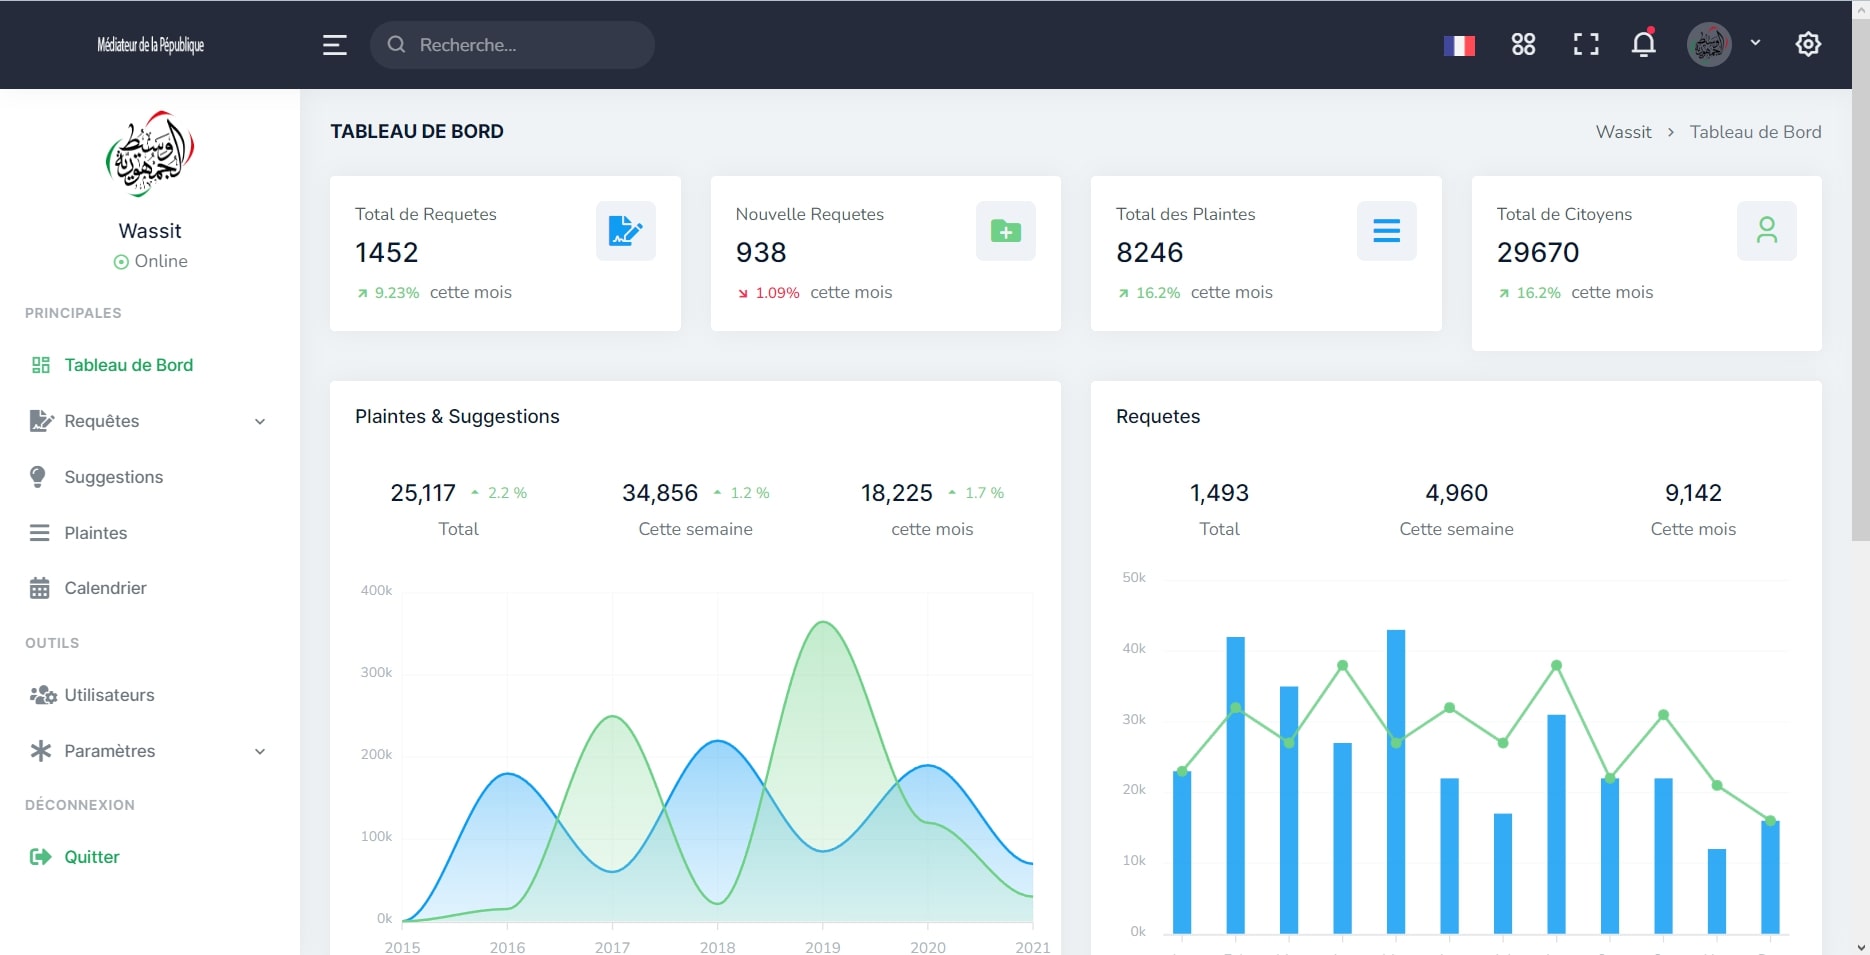 Médiateur de la Pépublique
Recherche...
وسيط الجمهورية
Wassit
Online
PRINCIPALES
Tableau de Bord
Requêtes
Suggestions
Plaintes
Calendrier
OUTILS
Utilisateurs
Paramètres
DÉCONNEXION
Quitter
TABLEAU DE BORD
Wassit > Tableau de Bord
Total de Requetes
1452
9.23% cette mois
Nouvelle Requetes
938
1.09% cette mois
Total des Plaintes
8246
16.2% cette mois
Total de Citoyens
29670
16.2% cette mois
Plaintes & Suggestions
25,117 2.2 %
Total
34,856 1.2 %
Cette semaine
18,225 1.7 %
cette mois
400k
300k
200k
100k
0k
2015 2016 2017 2018 2019 2020 2021
Requetes
1,493
Total
4,960
Cette semaine
9,142
Cette mois
50k
40k
30k
20k
10k
0k